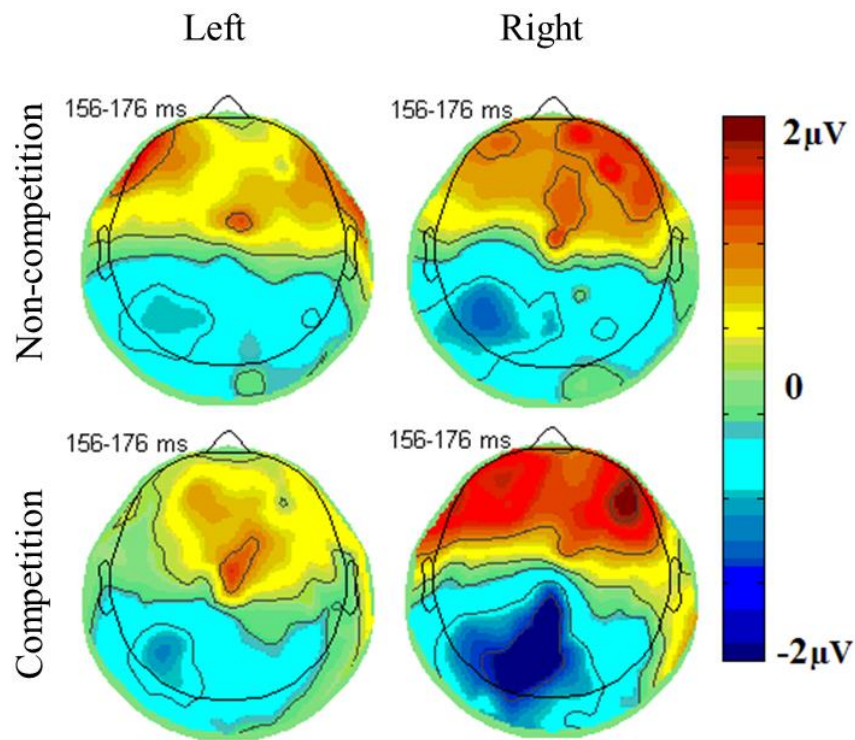 Left Right
Non-competition
156-176 ms 156-176 ms
2µV
0
Competition
156-176 ms 156-176 ms
-2µV